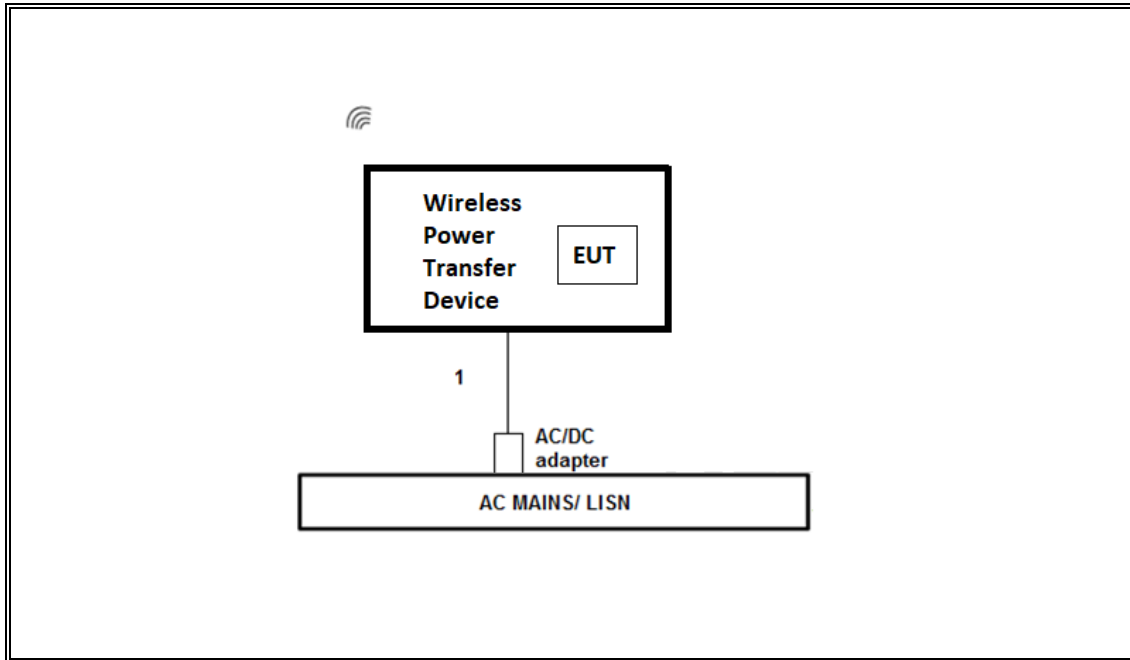 Wireless
Power
Transfer
Device
EUT
1
AC/DC
adapter
AC MAINS/ LISN